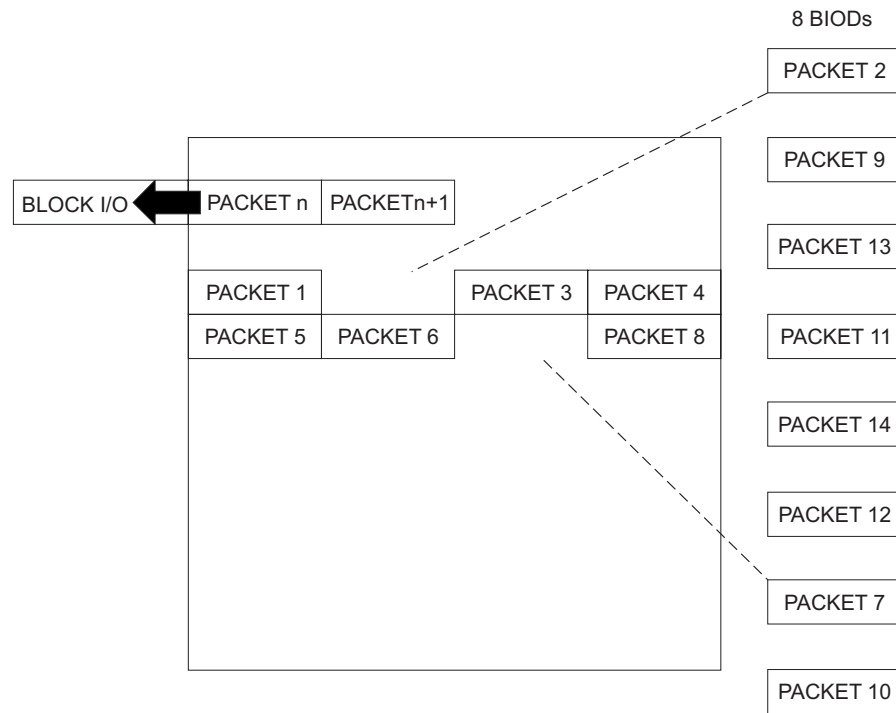 8 BIODs
PACKET 2
PACKET 9
BLOCK I/O PACKET n PACKETn+1
PACKET 13
PACKET 1 PACKET 3 PACKET 4
PACKET 5 PACKET 6 PACKET 8 PACKET 11
PACKET 14
PACKET 12
PACKET 7
PACKET 10